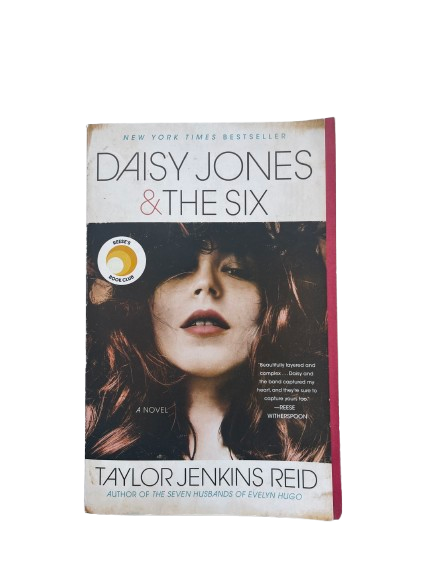 NEW YORK TIMES BESTSELLER
DAISY JONES
& THE SIX
REESE'S
BOOK CLUB
"Beautifully layered and
complex . . . Daisy and
the band captured my
heart, and they're sure to
capture yours too."
—REESE
WITHERSPOON
A NOVEL
TAYLOR JENKINS REID
AUTHOR OF THE SEVEN HUSBANDS OF EVELYN HUGO